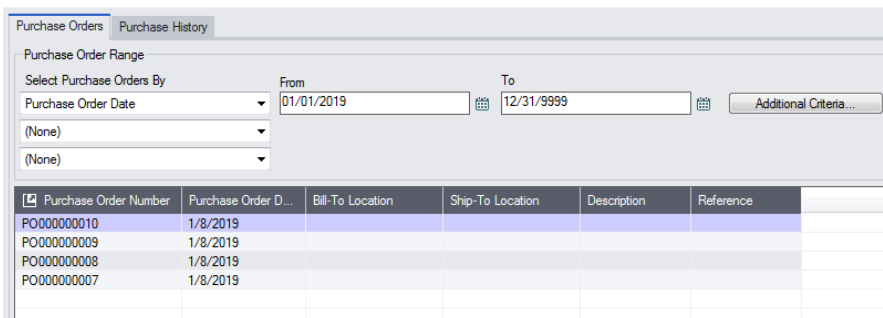 Purchase Orders Purchase History
Purchase Order Range
Select Purchase Orders By From To
Purchase Order Date 01/01/2019 12/31/9999 Additional Criteria...
(None)
(None)
Purchase Order Number Purchase Order D... Bill-To Location Ship-To Location Description Reference
PO000000010 1/8/2019
PO000000009 1/8/2019
PO000000008 1/8/2019
PO000000007 1/8/2019